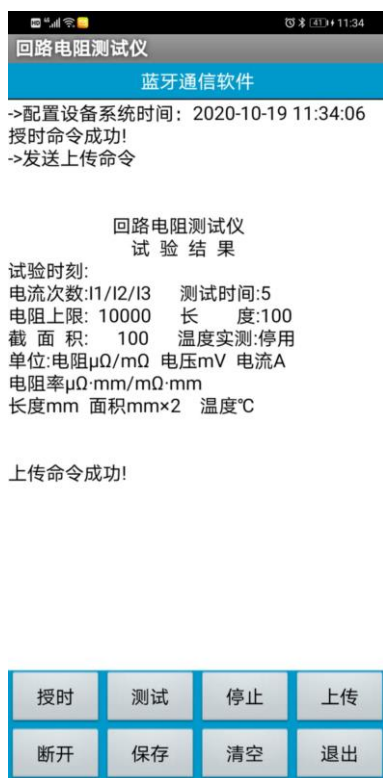 11:34
回路电阻测试仪
蓝牙通信软件
->配置设备系统时间：2020-10-19 11:34:06
授时命令成功!
->发送上传命令
回路电阻测试仪
试 验 结 果
试验时刻:
电流次数:I1/I2/I3 测试时间:5
电阻上限: 10000 长 度:100
截 面 积: 100 温度实测:停用
单位:电阻μΩ/mΩ 电压mV 电流A
电阻率μΩ·mm/mΩ·mm
长度mm 面积mm×2 温度℃
上传命令成功!
授时 测试 停止 上传
断开 保存 清空 退出